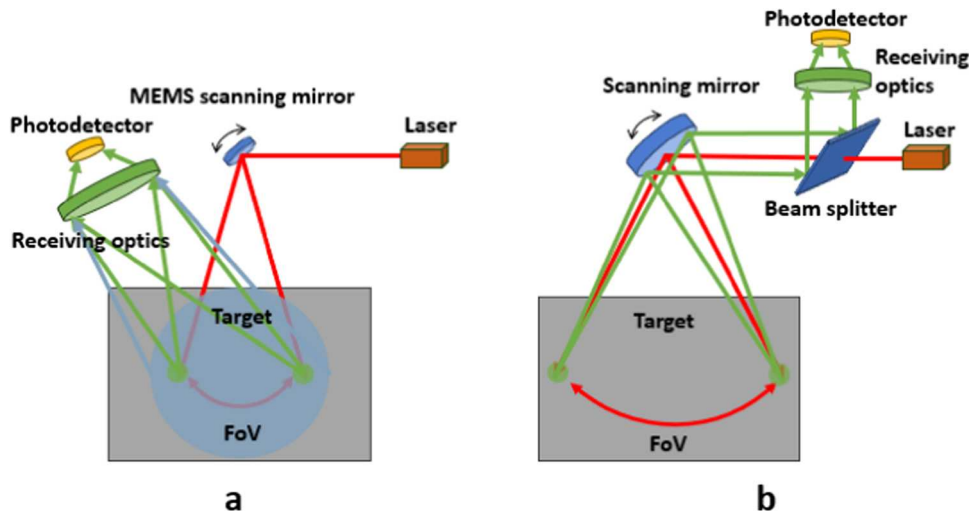 MEMS scanning mirror
Photodetector
Laser
Receiving optics
Target
FoV
a
Photodetector
Receiving
optics
Scanning mirror
Laser
Beam splitter
Target
FoV
b